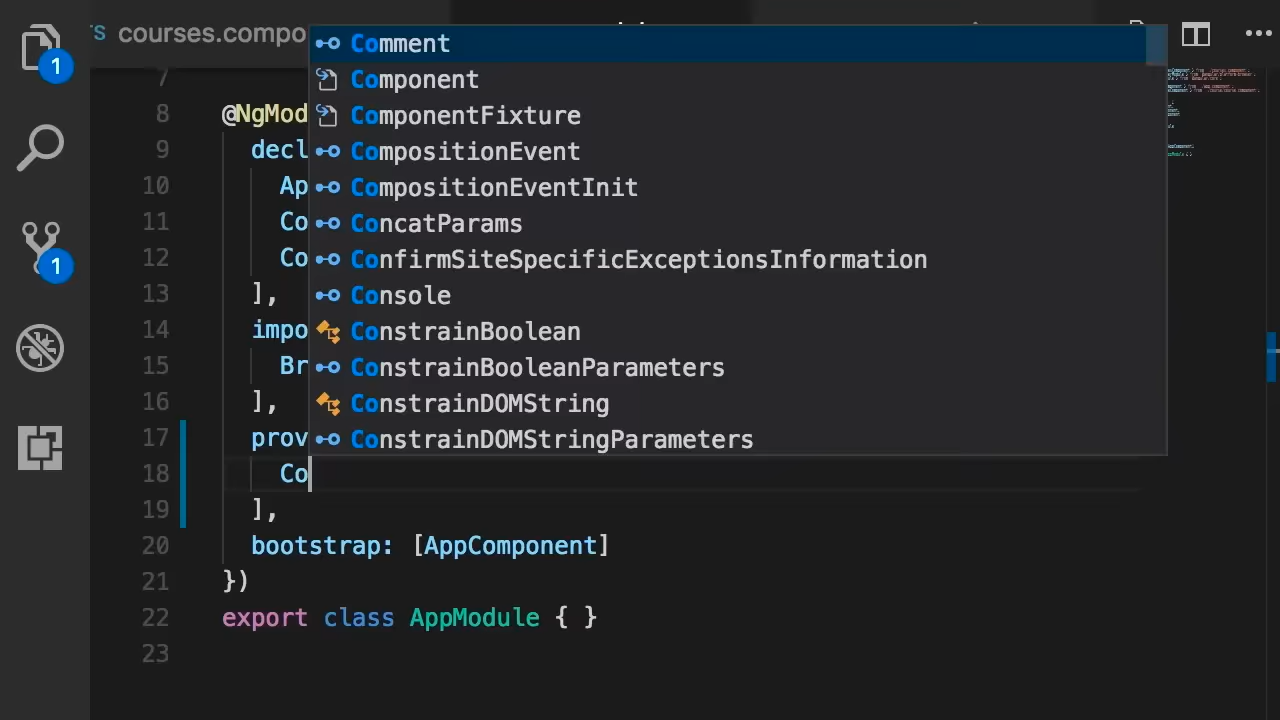 TS courses.compo
1
7
8 @NgMod
9 decl
10 Ap
11 Co
12 Co
13 ],
14 impo
15 Br
16 ],
17 prov
18 Co
19 ],
20 bootstrap: [AppComponent]
21 })
22 export class AppModule { }
23
Comment
Component
ComponentFixture
CompositionEvent
CompositionEventInit
ConcatParams
ConfirmSiteSpecificExceptionsInformation
Console
ConstrainBoolean
ConstrainBooleanParameters
ConstrainDOMString
ConstrainDOMStringParameters
1